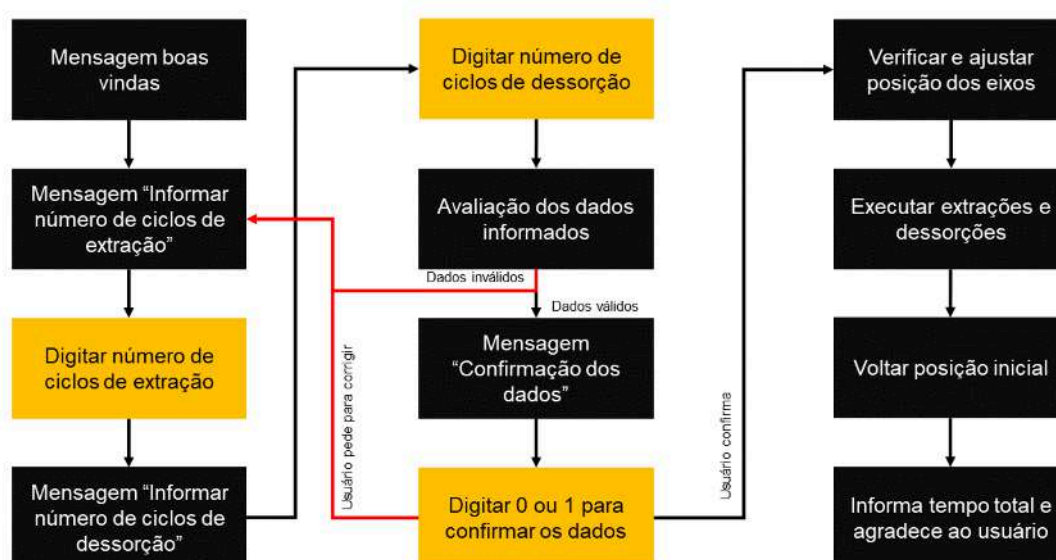 Mensagem boas
vindas
Mensagem “Informar
número de ciclos de
extração”
Digitar número de
ciclos de extração
Mensagem “Informar
número de ciclos de
dessorção”
Digitar número de
ciclos de dessorção
Avaliação dos dados
informados
Dados inválidos
Dados válidos
Mensagem
“Confirmação dos
dados”
Usuário pede para corrigir
Digitar 0 ou 1 para
confirmar os dados
Usuário confirma
Verificar e ajustar
posição dos eixos
Executar extrações e
dessorções
Voltar posição inicial
Informa tempo total e
agradece ao usuário